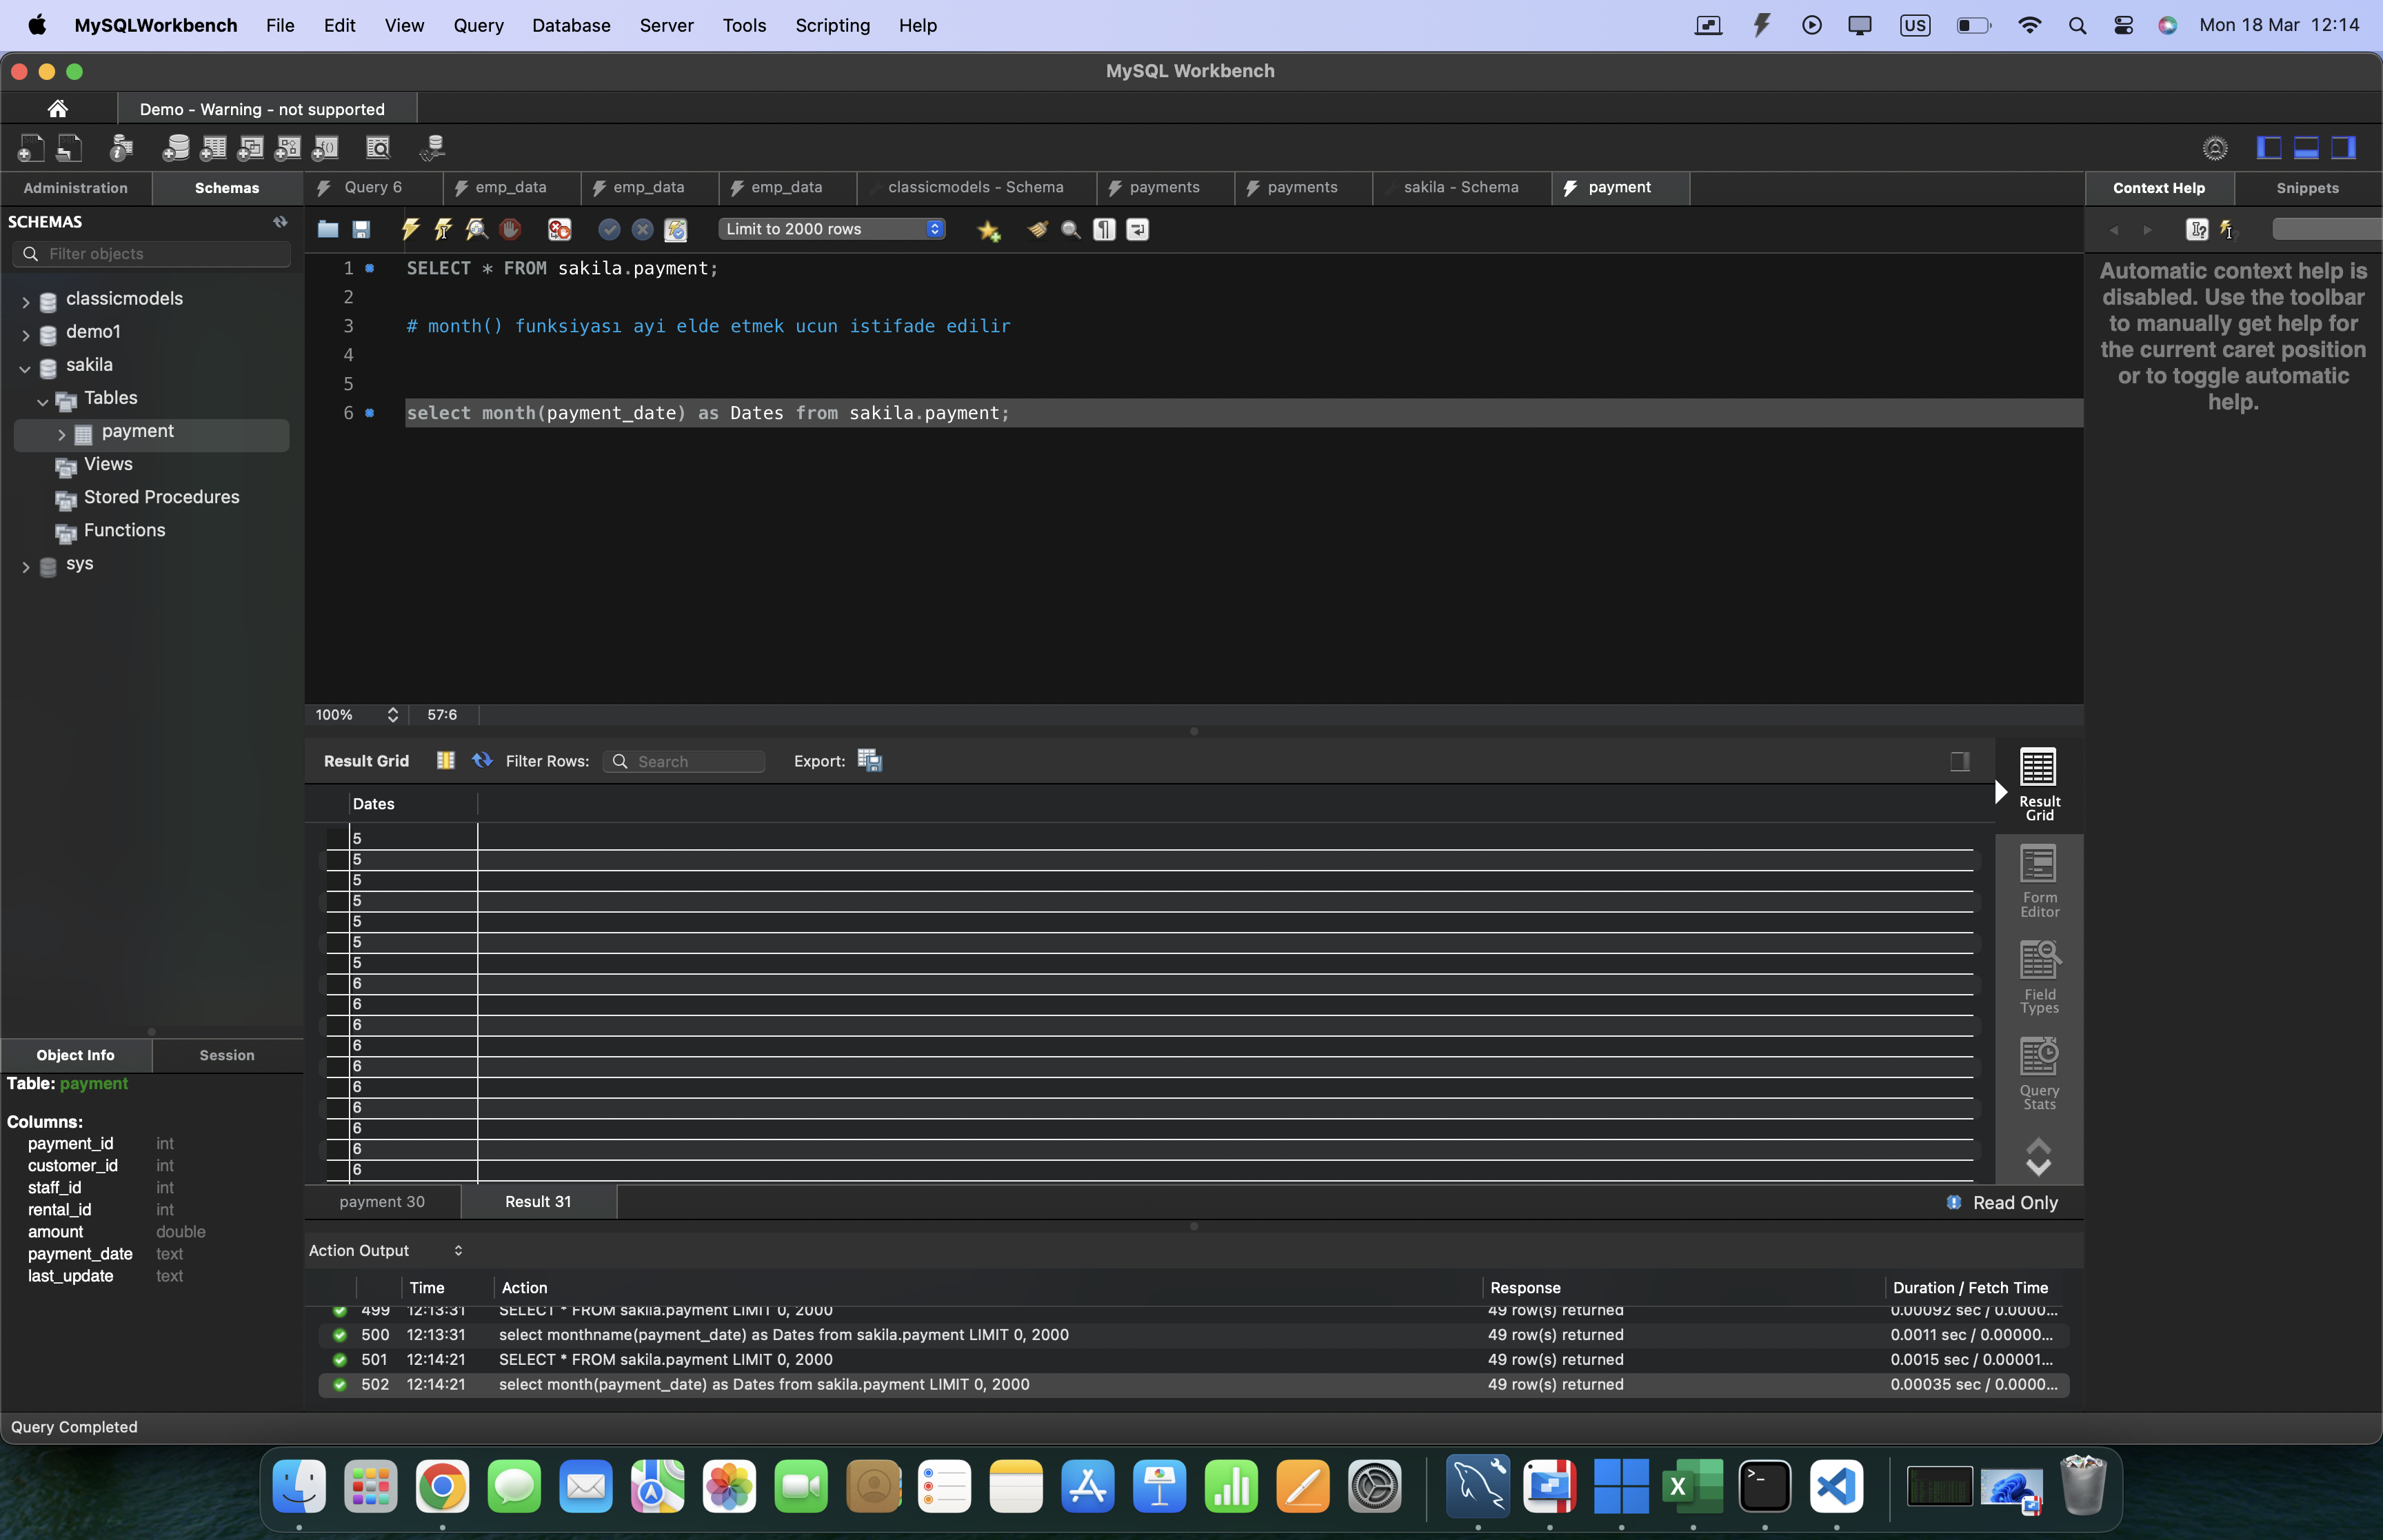 MySQLWorkbench File Edit View Query Database Server Tools Scripting Help US Mon 18 Mar 12:14
MySQL Workbench
Demo - Warning - not supported
Administration Schemas Query 6 emp_data emp_data emp_data classicmodels - Schema payments payments sakila - Schema payment Context Help Snippets
SCHEMAS
Limit to 2000 rows
Filter objects
classicmodels
demo1
sakila
Tables
payment
Views
Stored Procedures
Functions
sys
1 SELECT * FROM sakila.payment;
2
3 # month() funksiyası ayi elde etmek ucun istifade edilir
4
5
6 select month(payment_date) as Dates from sakila.payment;
Automatic context help is
disabled. Use the toolbar
to manually get help for
the current caret position
or to toggle automatic
help.
100% 57:6
Result Grid Filter Rows: Search Export:
Dates
5
5
5
5
5
5
5
6
6
6
6
6
6
6
6
6
6
Result
Grid
Form
Editor
Field
Types
Query
Stats
payment 30 Result 31 Read Only
Object Info Session
Table: payment
Columns:
payment_id int
customer_id int
staff_id int
rental_id int
amount double
payment_date text
last_update text
Action Output
Time Action Response Duration / Fetch Time
499 12:13:31 SELECT * FROM sakila.payment LIMIT 0, 2000 49 row(s) returned 0.00092 sec / 0.0000...
500 12:13:31 select monthname(payment_date) as Dates from sakila.payment LIMIT 0, 2000 49 row(s) returned 0.0011 sec / 0.00000...
501 12:14:21 SELECT * FROM sakila.payment LIMIT 0, 2000 49 row(s) returned 0.0015 sec / 0.00001...
502 12:14:21 select month(payment_date) as Dates from sakila.payment LIMIT 0, 2000 49 row(s) returned 0.00035 sec / 0.0000...
Query Completed